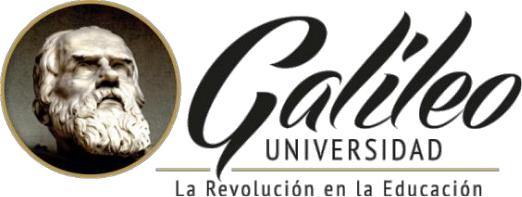 Galileo
UNIVERSIDAD
La Revolución en la Educación